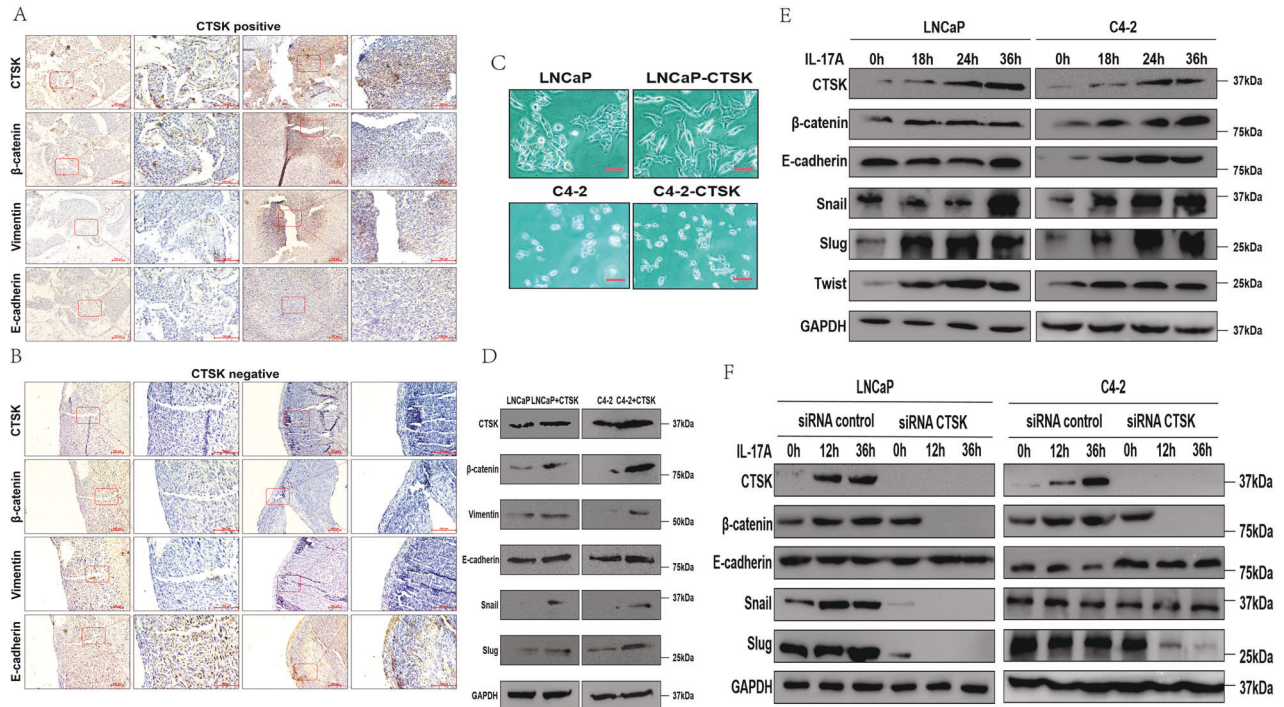 A
CTSK positive
CTSK
β-catenin
Vimentin
E-cadherin
B
CTSK negative
CTSK
β-catenin
Vimentin
E-cadherin
C
LNCaP LNCaP-CTSK
C4-2 C4-2-CTSK
D
LNCaP LNCaP+CTSK C4-2 C4-2+CTSK
CTSK 37kDa
β-catenin 75kDa
Vimentin 50kDa
E-cadherin 75kDa
Snail 37kDa
Slug 25kDa
GAPDH 37kDa
E
LNCaP C4-2
IL-17A 0h 18h 24h 36h 0h 18h 24h 36h
CTSK 37kDa
β-catenin 75kDa
E-cadherin 75kDa
Snail 37kDa
Slug 25kDa
Twist 25kDa
GAPDH 37kDa
F
LNCaP C4-2
siRNA control siRNA CTSK siRNA control siRNA CTSK
IL-17A 0h 12h 36h 0h 12h 36h 0h 12h 36h 0h 12h 36h
CTSK 37kDa
β-catenin 75kDa
E-cadherin 75kDa
Snail 37kDa
Slug 25kDa
GAPDH 37kDa